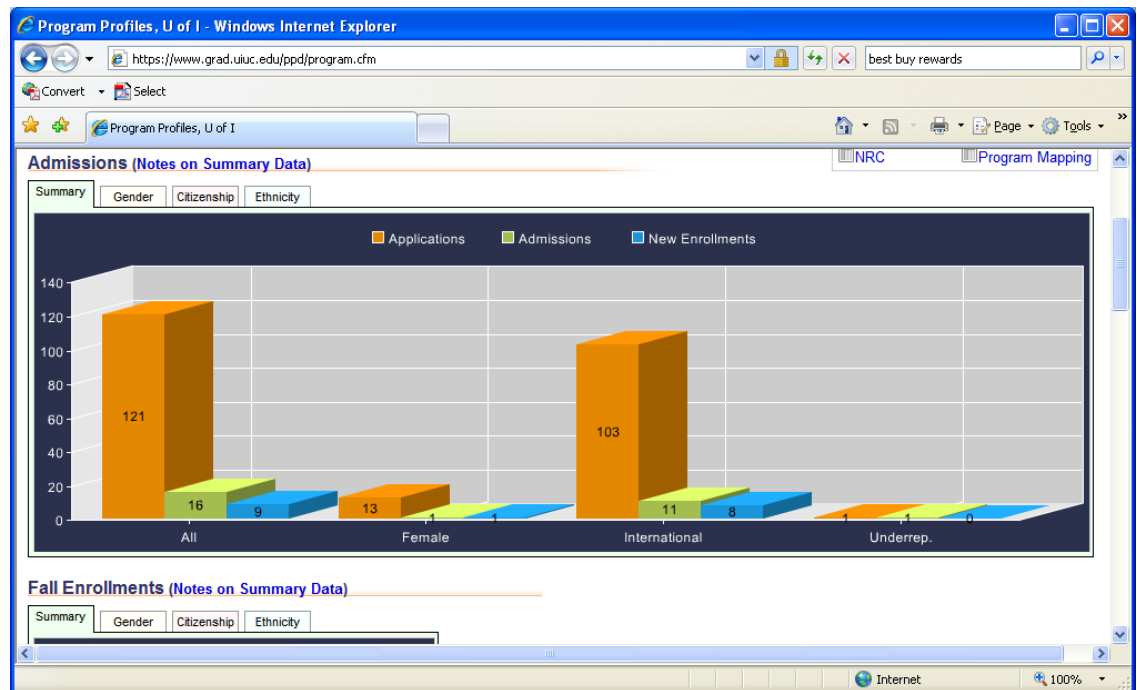 Program Profiles, U of I - Windows Internet Explorer
https://www.grad.uiuc.edu/ppd/program.cfm
best buy rewards
Convert Select
Program Profiles, U of I
Page Tools »
Admissions (Notes on Summary Data)
NRC Program Mapping
Summary Gender Citizenship Ethnicity
Applications Admissions New Enrollments
140
120
100
80
60
40
20
0
121 16 9 13 1 1 103 11 8 1 1 0
All Female International Underrep.
Fall Enrollments (Notes on Summary Data)
Summary Gender Citizenship Ethnicity
Internet 100%